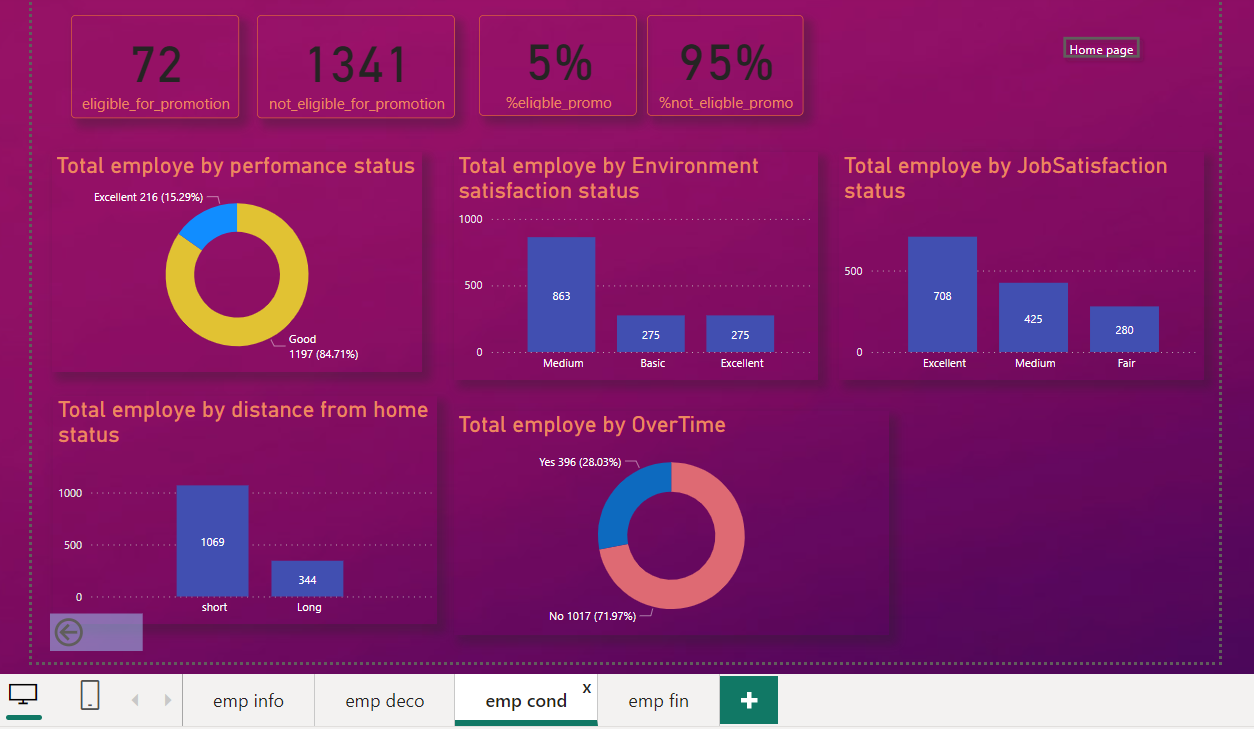 72
eligible_for_promotion
1341
not_eligible_for_promotion
5%
%eligble_promo
95%
%not_eligble_promo
Home page
Total employe by perfomance status
Excellent 216 (15.29%)
Good
1197 (84.71%)
Total employe by Environment
satisfaction status
1000
500
0
863
275
275
Medium
Basic
Excellent
Total employe by JobSatisfaction
status
500
0
708
425
280
Excellent
Medium
Fair
Total employe by distance from home
status
1000
500
0
1069
344
short
Long
Total employe by OverTime
Yes 396 (28.03%)
No 1017 (71.97%)
emp info
emp deco
emp cond
x
emp fin